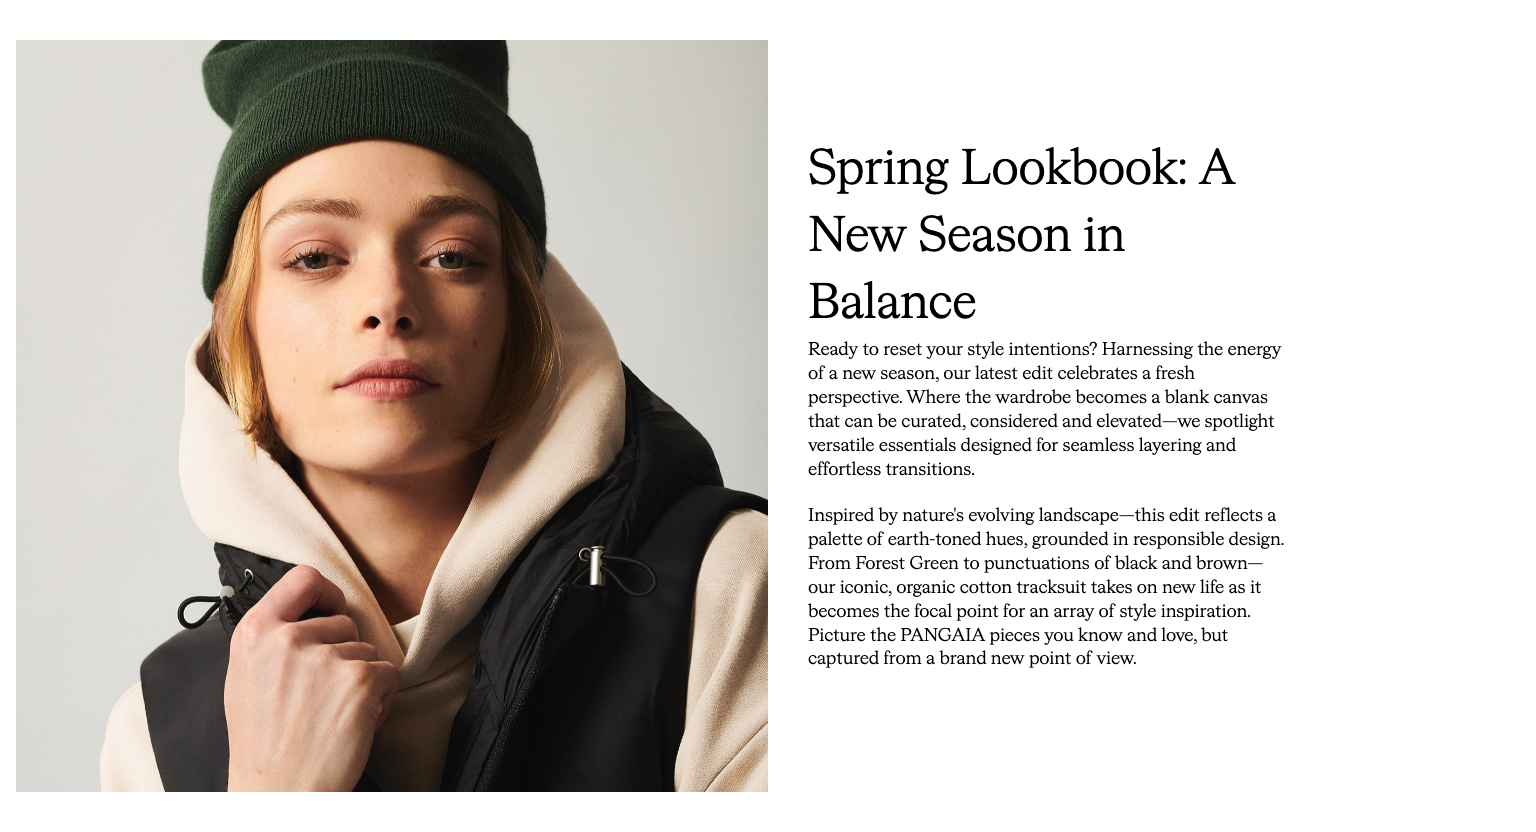 Spring Lookbook: A
New Season in
Balance
Ready to reset your style intentions? Harnessing the energy
of a new season, our latest edit celebrates a fresh
perspective. Where the wardrobe becomes a blank canvas
that can be curated, considered and elevated—we spotlight
versatile essentials designed for seamless layering and
effortless transitions.
Inspired by nature's evolving landscape—this edit reflects a
palette of earth-toned hues, grounded in responsible design.
From Forest Green to punctuations of black and brown—
our iconic, organic cotton tracksuit takes on new life as it
becomes the focal point for an array of style inspiration.
Picture the PANGAIA pieces you know and love, but
captured from a brand new point of view.